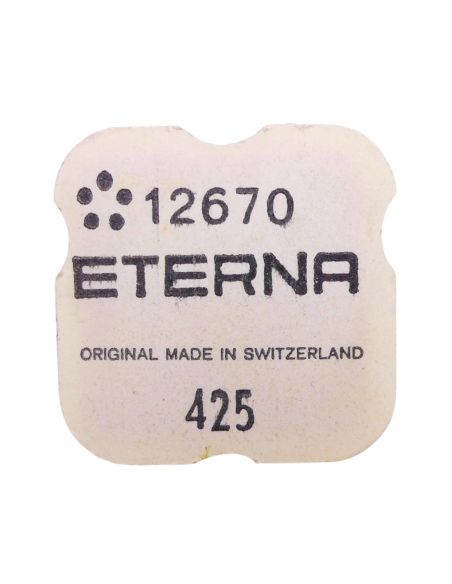 12670
ETERNA
ORIGINAL MADE IN SWITZERLAND
425